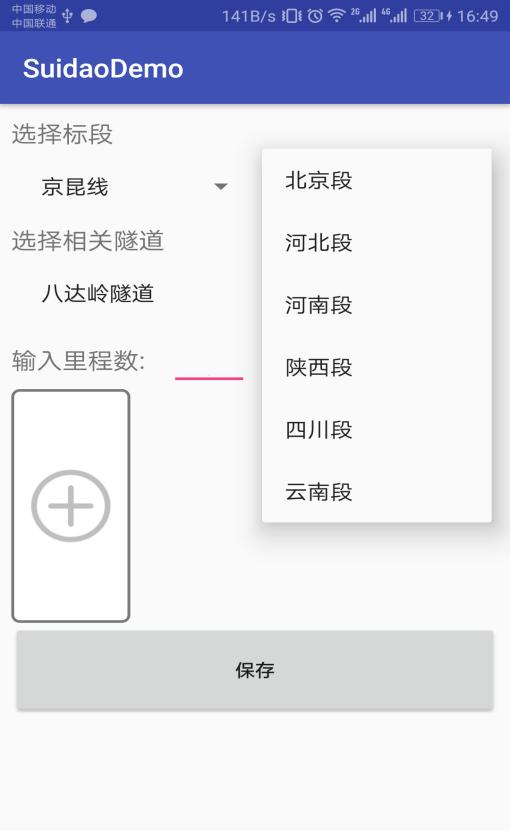 中国移动
中国联通
141B/s 2G 4G 32 16:49
SuidaoDemo
选择标段
京昆线
选择相关隧道
八达岭隧道
输入里程数:
北京段
河北段
河南段
陕西段
四川段
云南段
保存